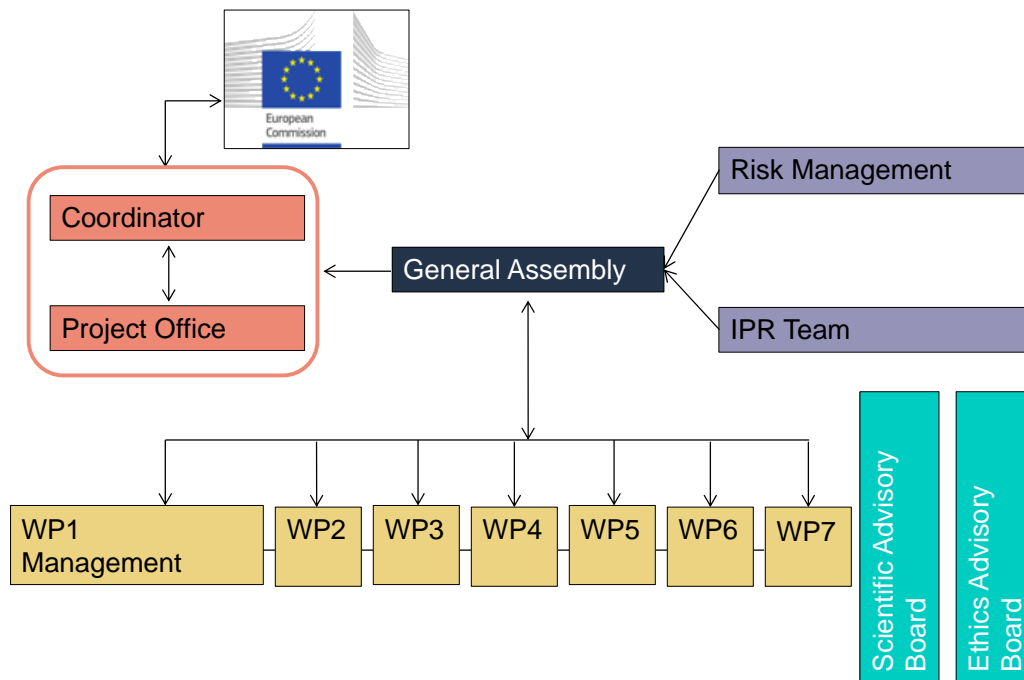 European
Commission
Risk Management
Coordinator
General Assembly
Project Office
IPR Team
WP1
Management
WP2
WP3
WP4
WP5
WP6
WP7
Scientific Advisory
Board
Ethics Advisory
Board